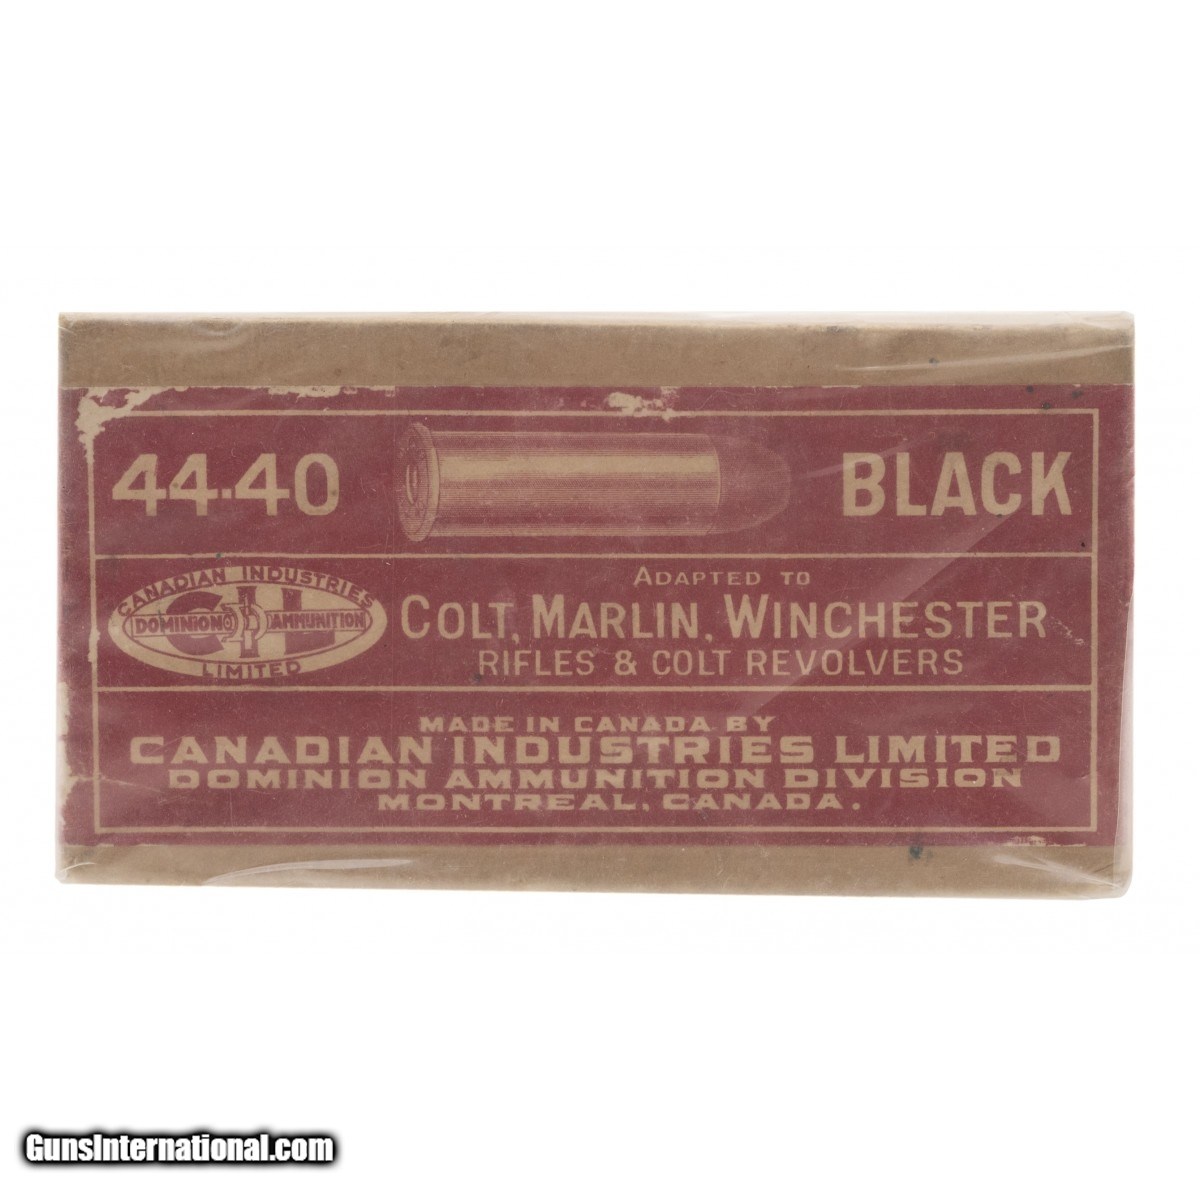 44-40
BLACK
CANADIAN INDUSTRIES
CIL
DOMINION AMMUNITION
LIMITED
ADAPTED TO
COLT, MARLIN, WINCHESTER
RIFLES & COLT REVOLVERS
MADE IN CANADA BY
CANADIAN INDUSTRIES LIMITED
DOMINION AMMUNITION DIVISION
MONTREAL, CANADA.
GunsInternational.com